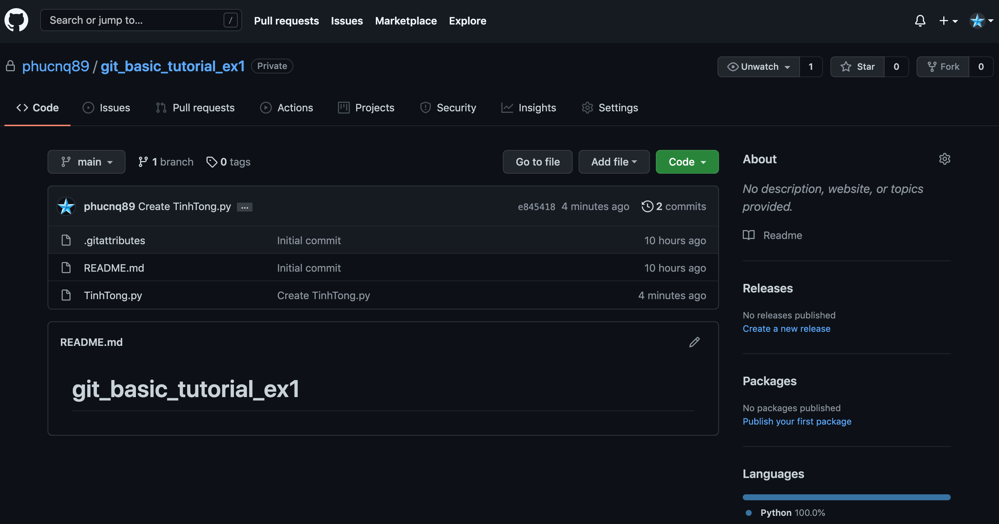 Search or jump to... / Pull requests Issues Marketplace Explore
phucnq89 / git_basic_tutorial_ex1 Private Unwatch 1 Star 0 Fork 0
Code Issues Pull requests Actions Projects Security Insights Settings
main 1 branch 0 tags Go to file Add file Code
phucnq89 Create TinhTong.py ... e845418 4 minutes ago 2 commits
.gitattributes Initial commit 10 hours ago
README.md Initial commit 10 hours ago
TinhTong.py Create TinhTong.py 4 minutes ago
README.md
git_basic_tutorial_ex1
About
No description, website, or topics
provided.
Readme
Releases
No releases published
Create a new release
Packages
No packages published
Publish your first package
Languages
Python 100.0%